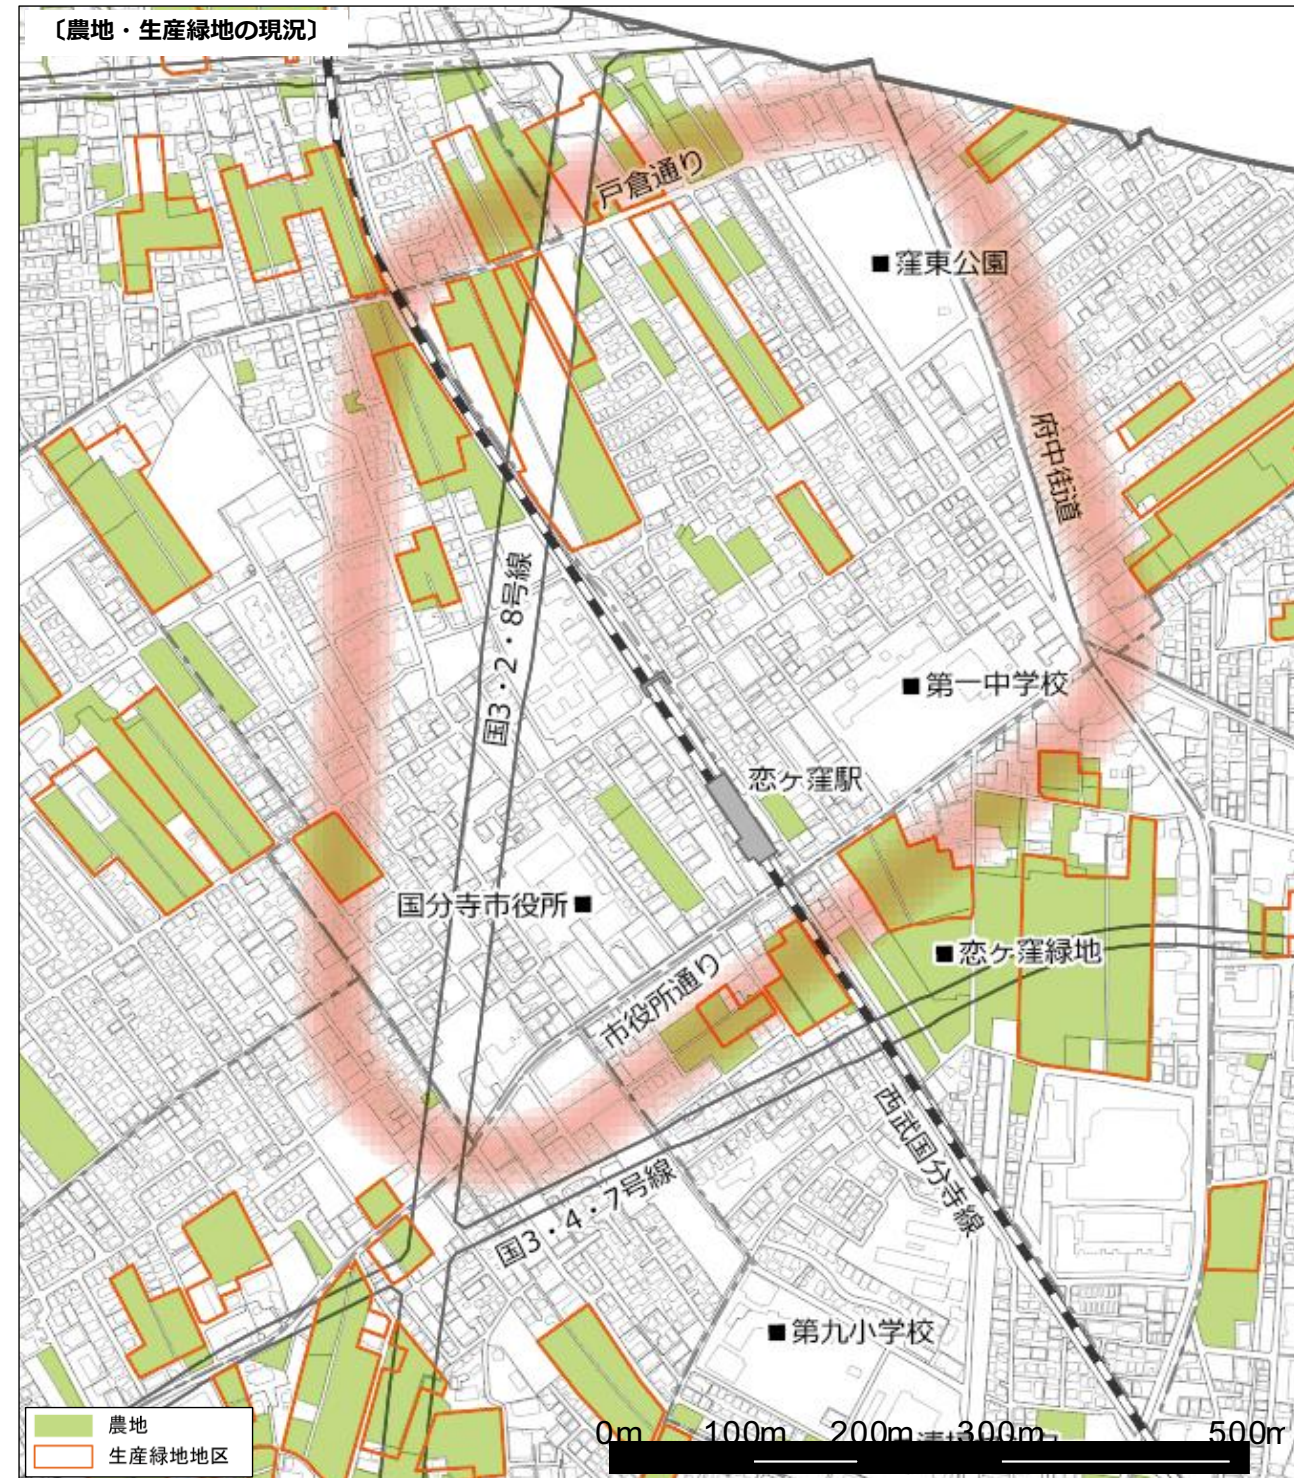 〔農地・生産緑地の現況〕
戸倉通り
■窪東公園
府中街道
国3・2・8号線
■第一中学校
恋ヶ窪駅
国分寺市役所■
■恋ヶ窪緑地
市役所通り
西武国分寺線
国3・4・7号線
■第九小学校
農地
生産緑地地区
0m 100m 200m 300m 500m